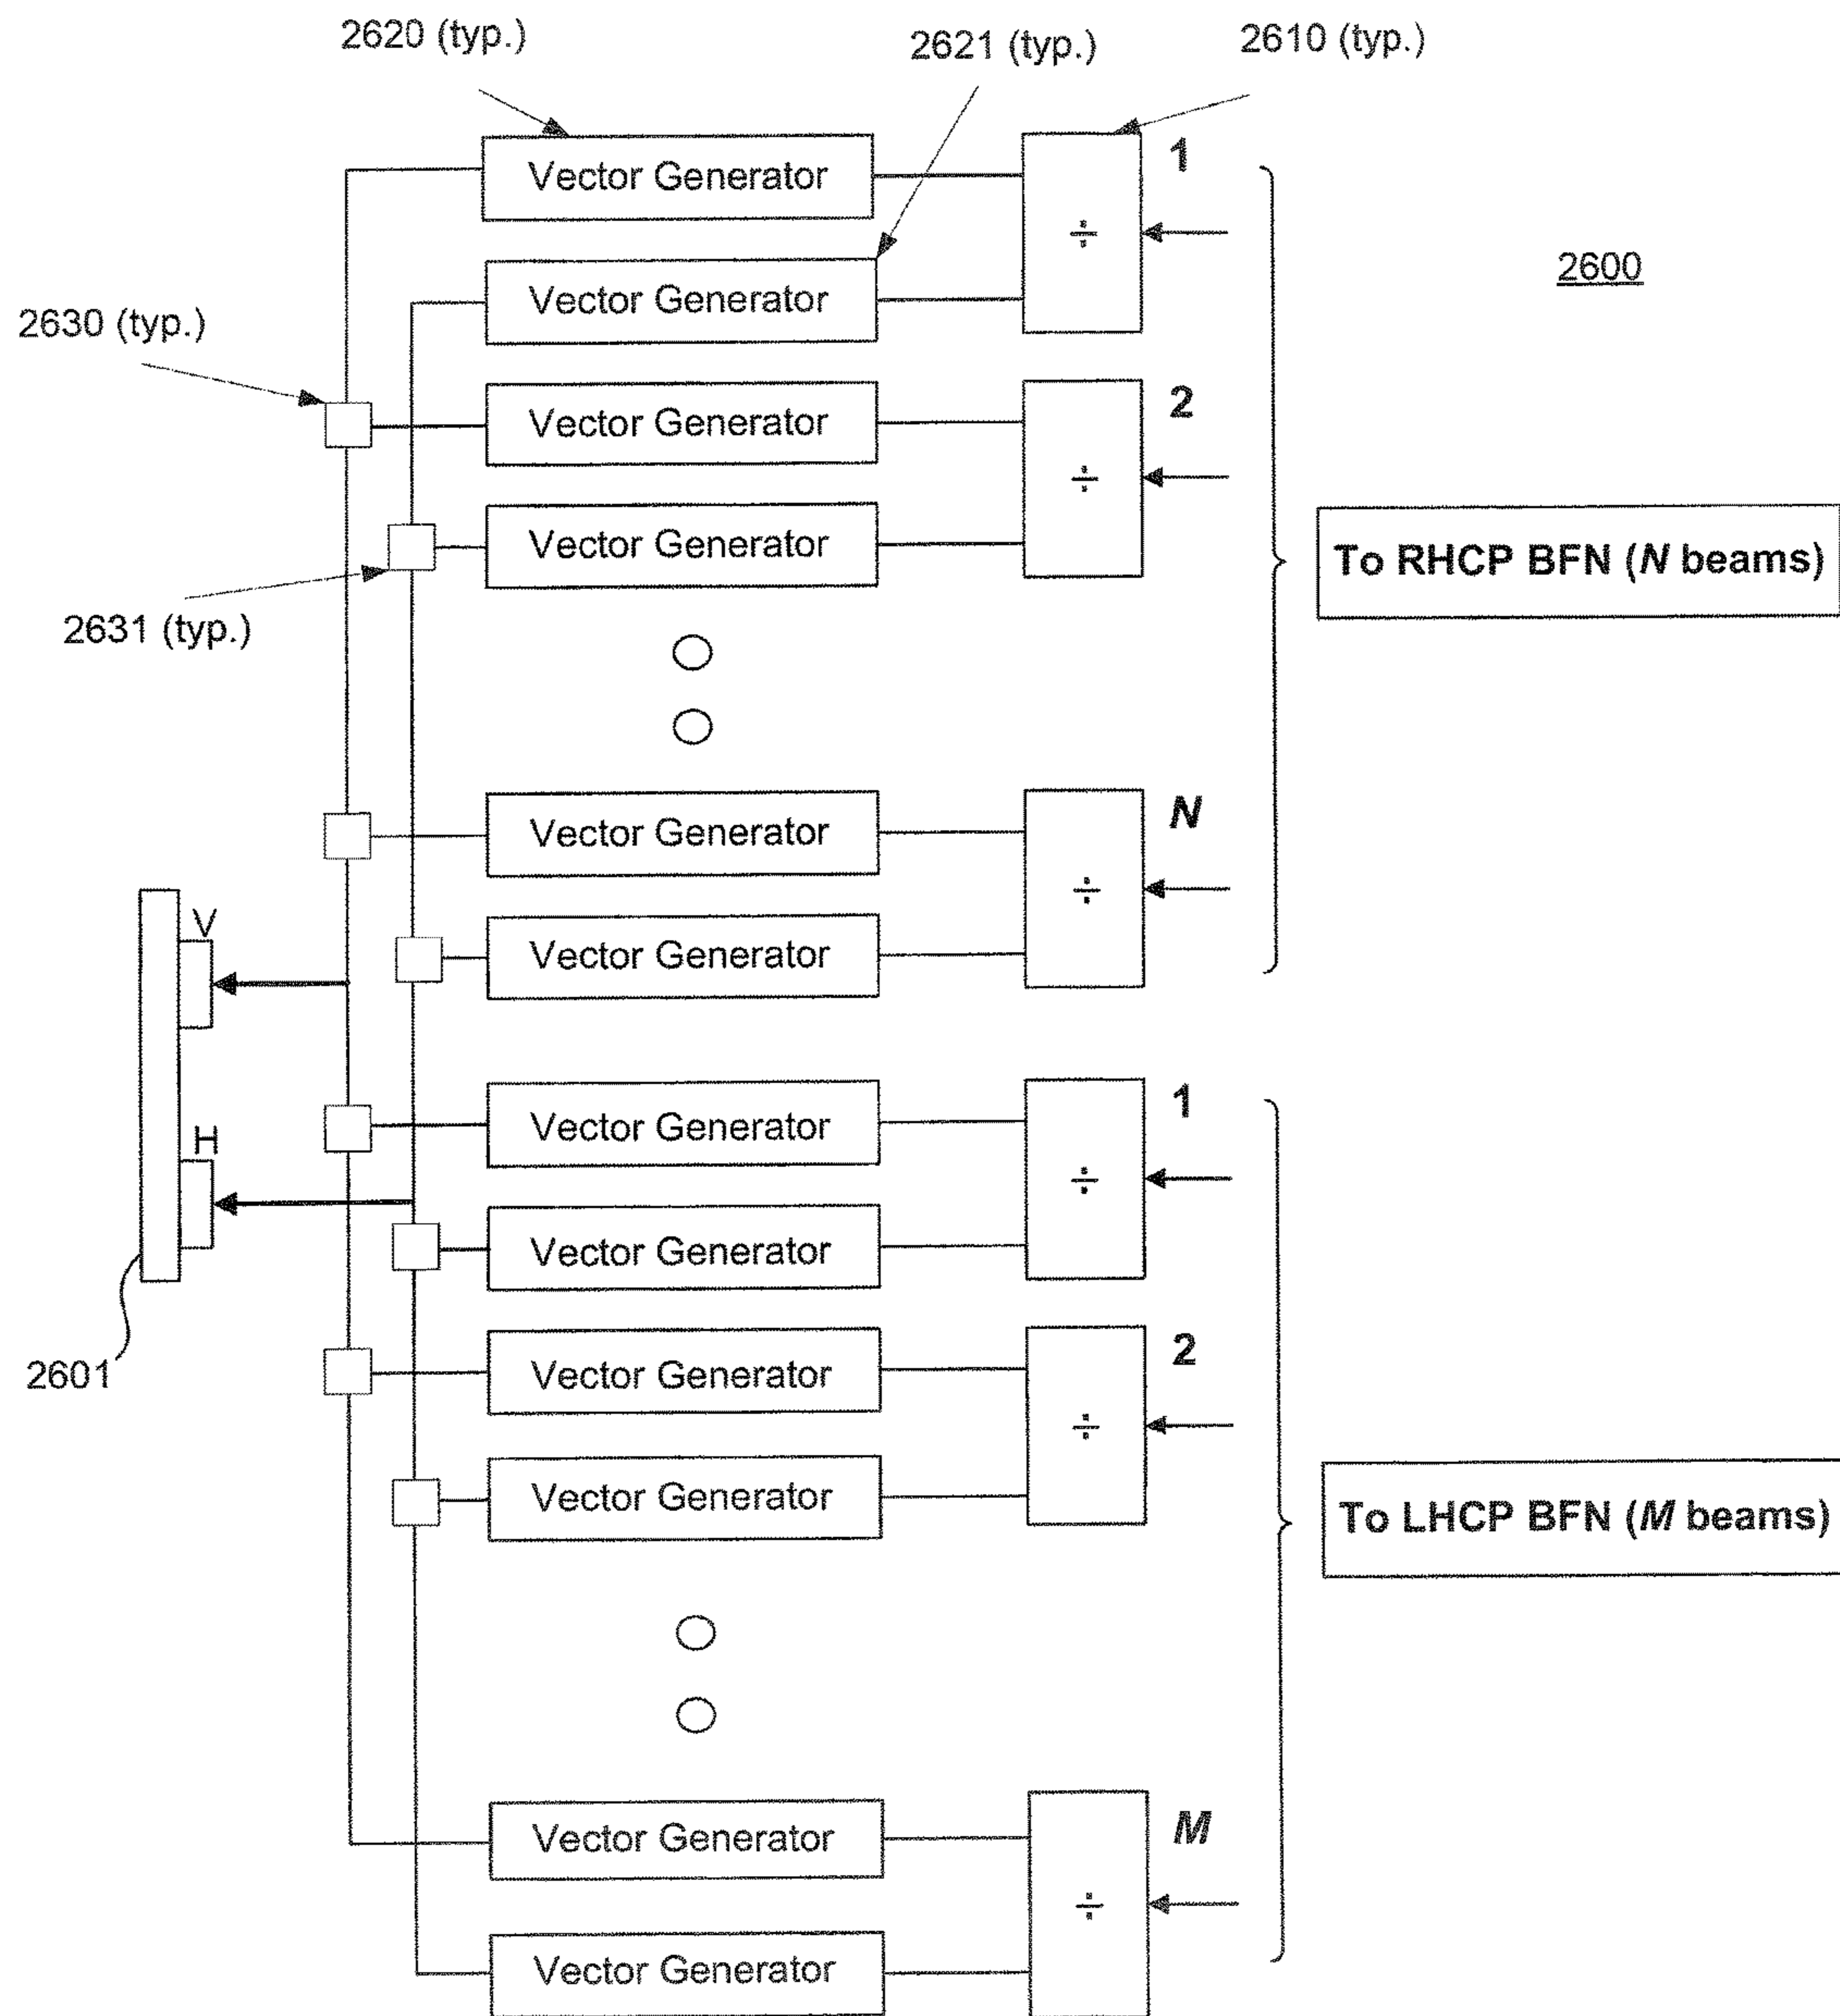 2620 (typ.)
2621 (typ.)
2610 (typ.)
Vector Generator
1
÷
Vector Generator
2600
2630 (typ.)
Vector Generator
2
÷
Vector Generator
To RHCP BFN (N beams)
2631 (typ.)
Vector Generator
N
÷
Vector Generator
V
Vector Generator
1
H
÷
Vector Generator
Vector Generator
2
2601
÷
Vector Generator
To LHCP BFN (M beams)
Vector Generator
M
÷
Vector Generator